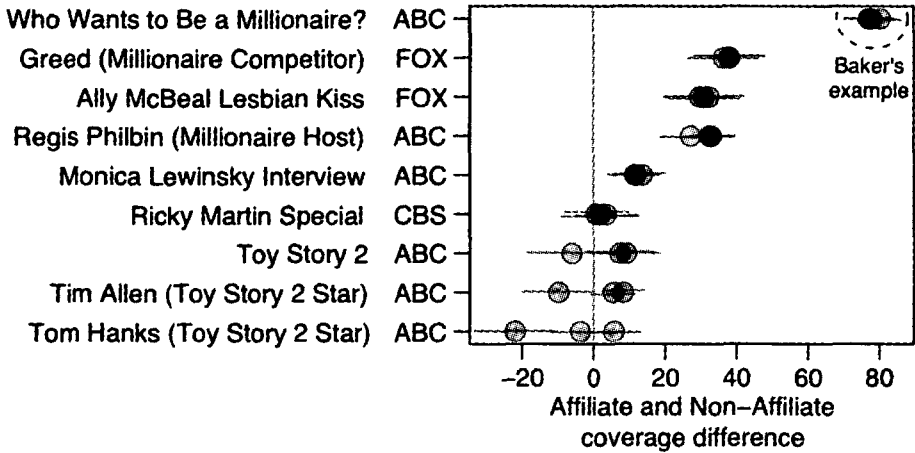 Who Wants to Be a Millionaire? ABC
Greed (Millionaire Competitor) FOX
Ally McBeal Lesbian Kiss FOX
Regis Philbin (Millionaire Host) ABC
Monica Lewinsky Interview ABC
Ricky Martin Special CBS
Toy Story 2 ABC
Tim Allen (Toy Story 2 Star) ABC
Tom Hanks (Toy Story 2 Star) ABC
Baker's
example
−20 0 20 40 60 80
Affiliate and Non−Affiliate
coverage difference